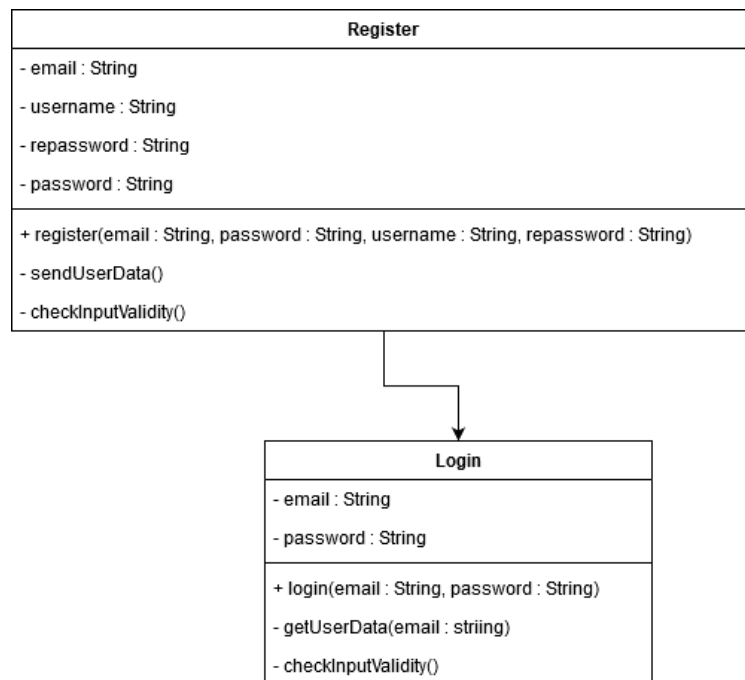 Register
- email : String
- username : String
- repassword : String
- password : String
+ register(email : String, password : String, username : String, repassword : String)
- sendUserData()
- checkInputValidity()
Login
- email : String
- password : String
+ login(email : String, password : String)
- getUserData(email : striing)
- checkInputValidity()